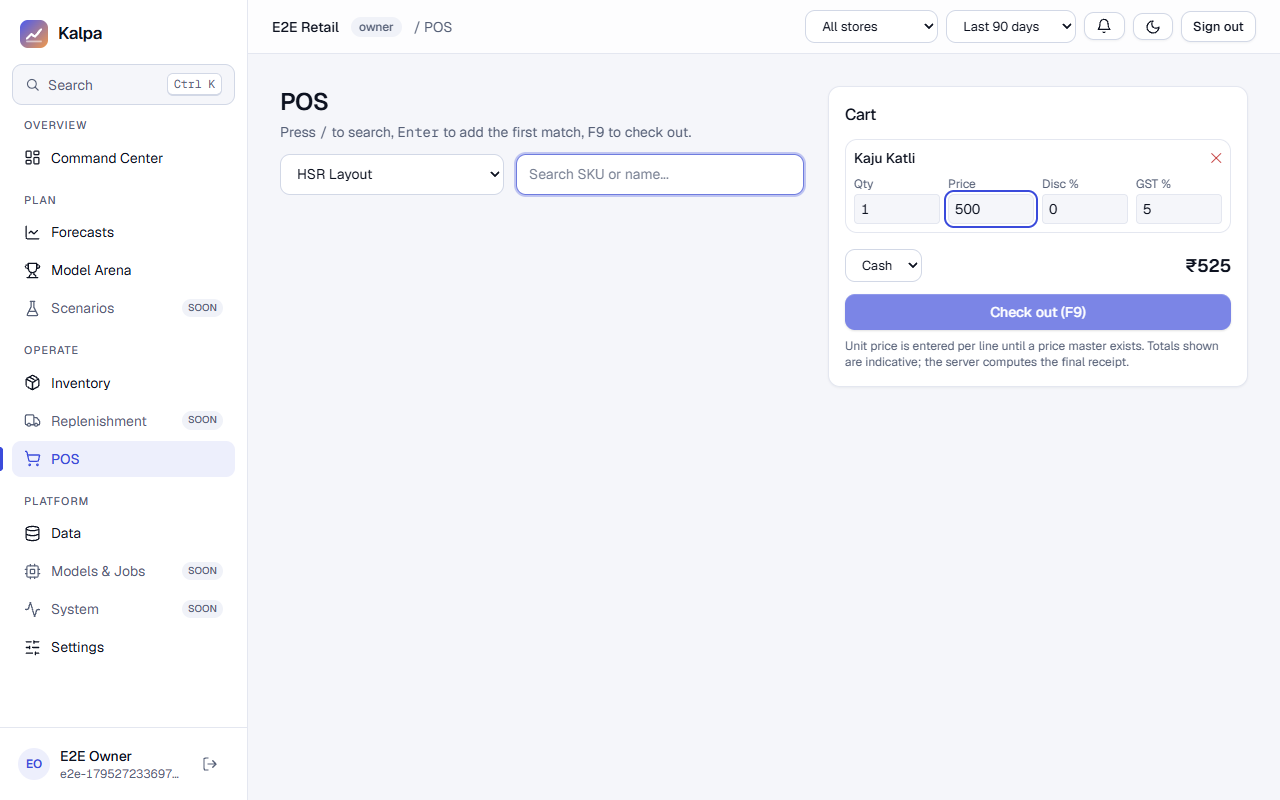 Kalpa
Search
Ctrl K
OVERVIEW
Command Center
PLAN
Forecasts
Model Arena
Scenarios SOON
OPERATE
Inventory
Replenishment SOON
POS
PLATFORM
Data
Models & Jobs SOON
System SOON
Settings
EO
E2E Owner
e2e-179527233697...
E2E Retail owner / POS
All stores
Last 90 days
Sign out
POS
Press / to search, Enter to add the first match, F9 to check out.
HSR Layout
Search SKU or name...
Cart
Kaju Katli
Qty Price Disc % GST %
1 500 0 5
Cash ₹525
Check out (F9)
Unit price is entered per line until a price master exists. Totals shown
are indicative; the server computes the final receipt.